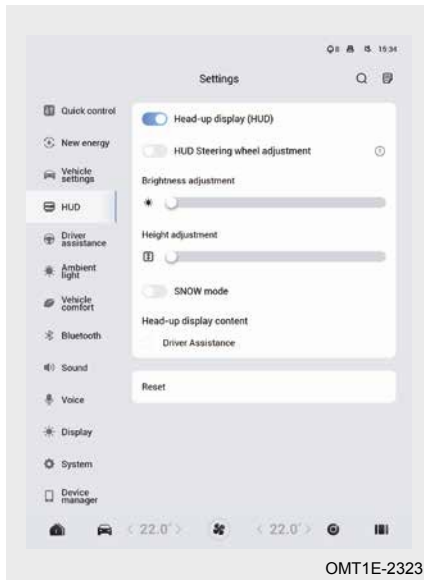 8 15:34
Settings
Quick control
New energy
Vehicle
settings
HUD
Driver
assistance
Ambient
light
Vehicle
comfort
Bluetooth
Sound
Voice
Display
System
Device
manager
Head-up display (HUD)
HUD Steering wheel adjustment
Brightness adjustment
Height adjustment
SNOW mode
Head-up display content
Driver Assistance
Reset
< 22.0° >
< 22.0° >
OMT1E-2323